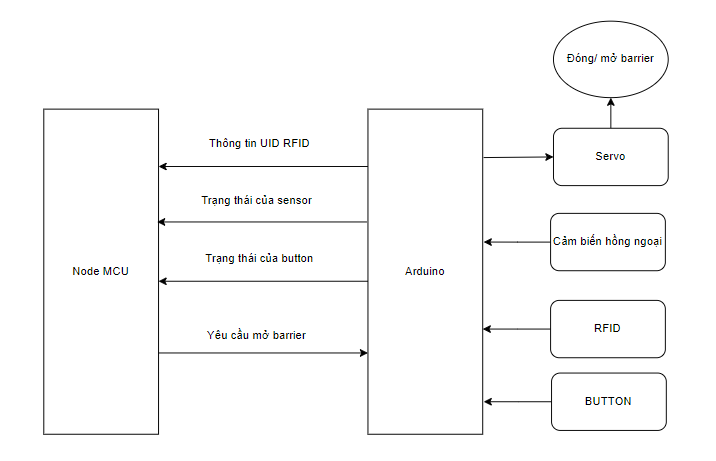 Đóng/ mở barrier
Thông tin UID RFID
Servo
Trạng thái của sensor
Cảm biến hồng ngoại
Trạng thái của button
Node MCU
Arduino
Yêu cầu mở barrier
RFID
BUTTON